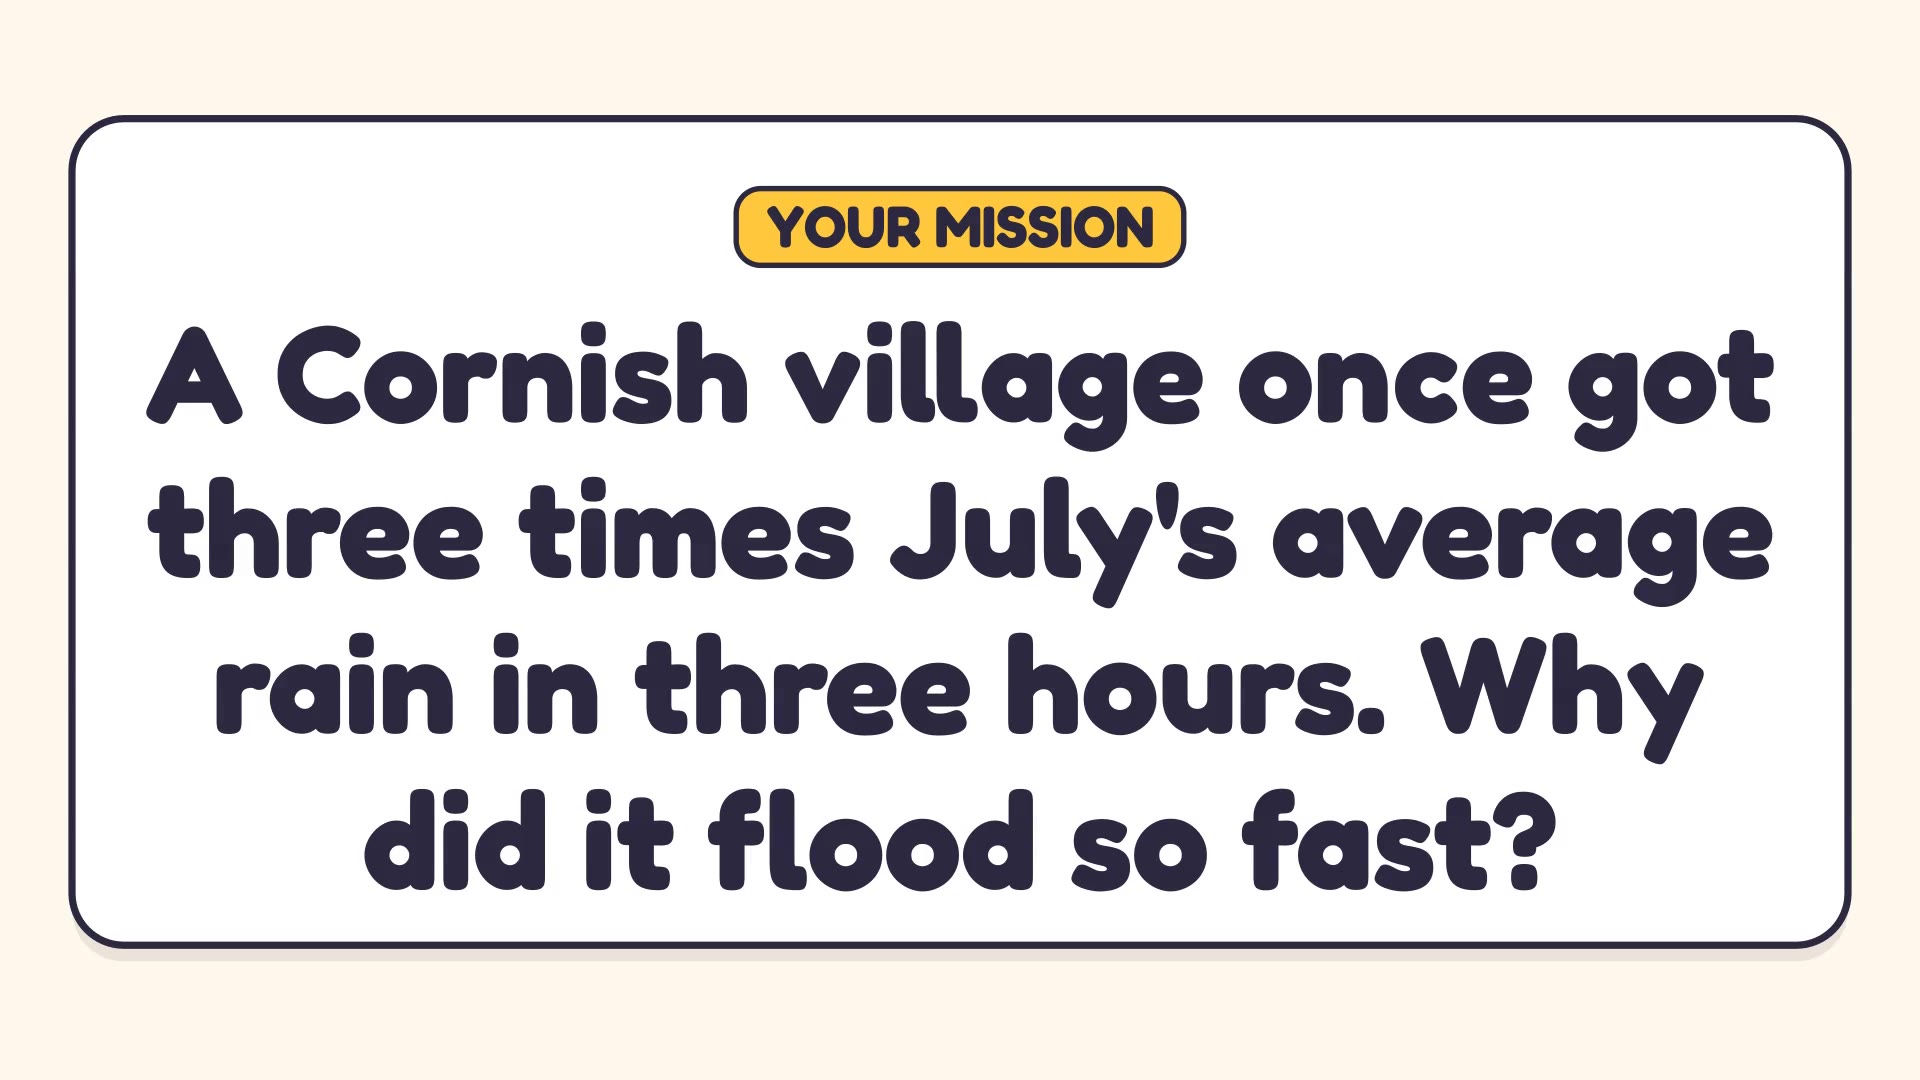 YOUR MISSION
A Cornish village once got
three times July's average
rain in three hours. Why
did it flood so fast?